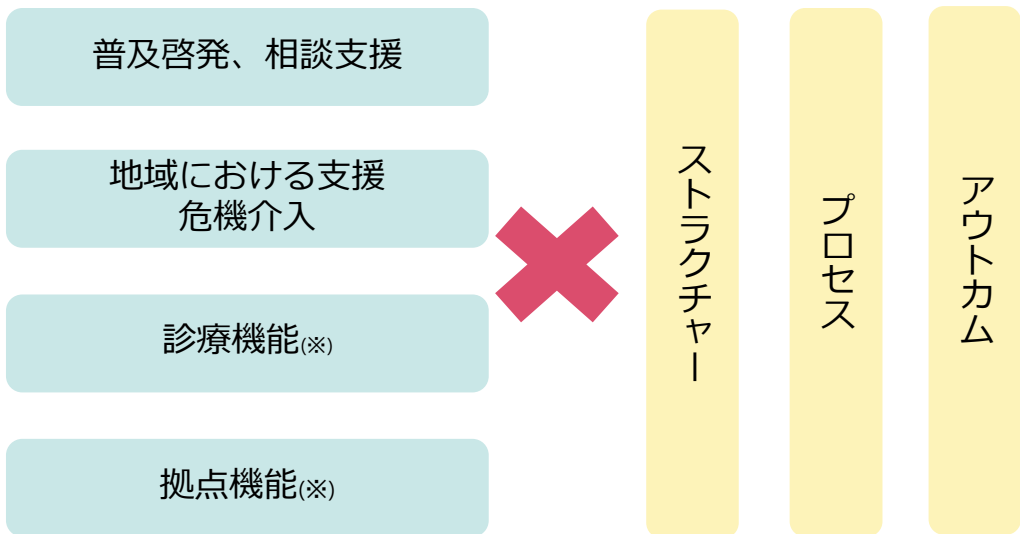 普及啓発、相談支援
地域における支援
危機介入
診療機能(※)
拠点機能(※)
ストラクチャー
プロセス
アウトカム